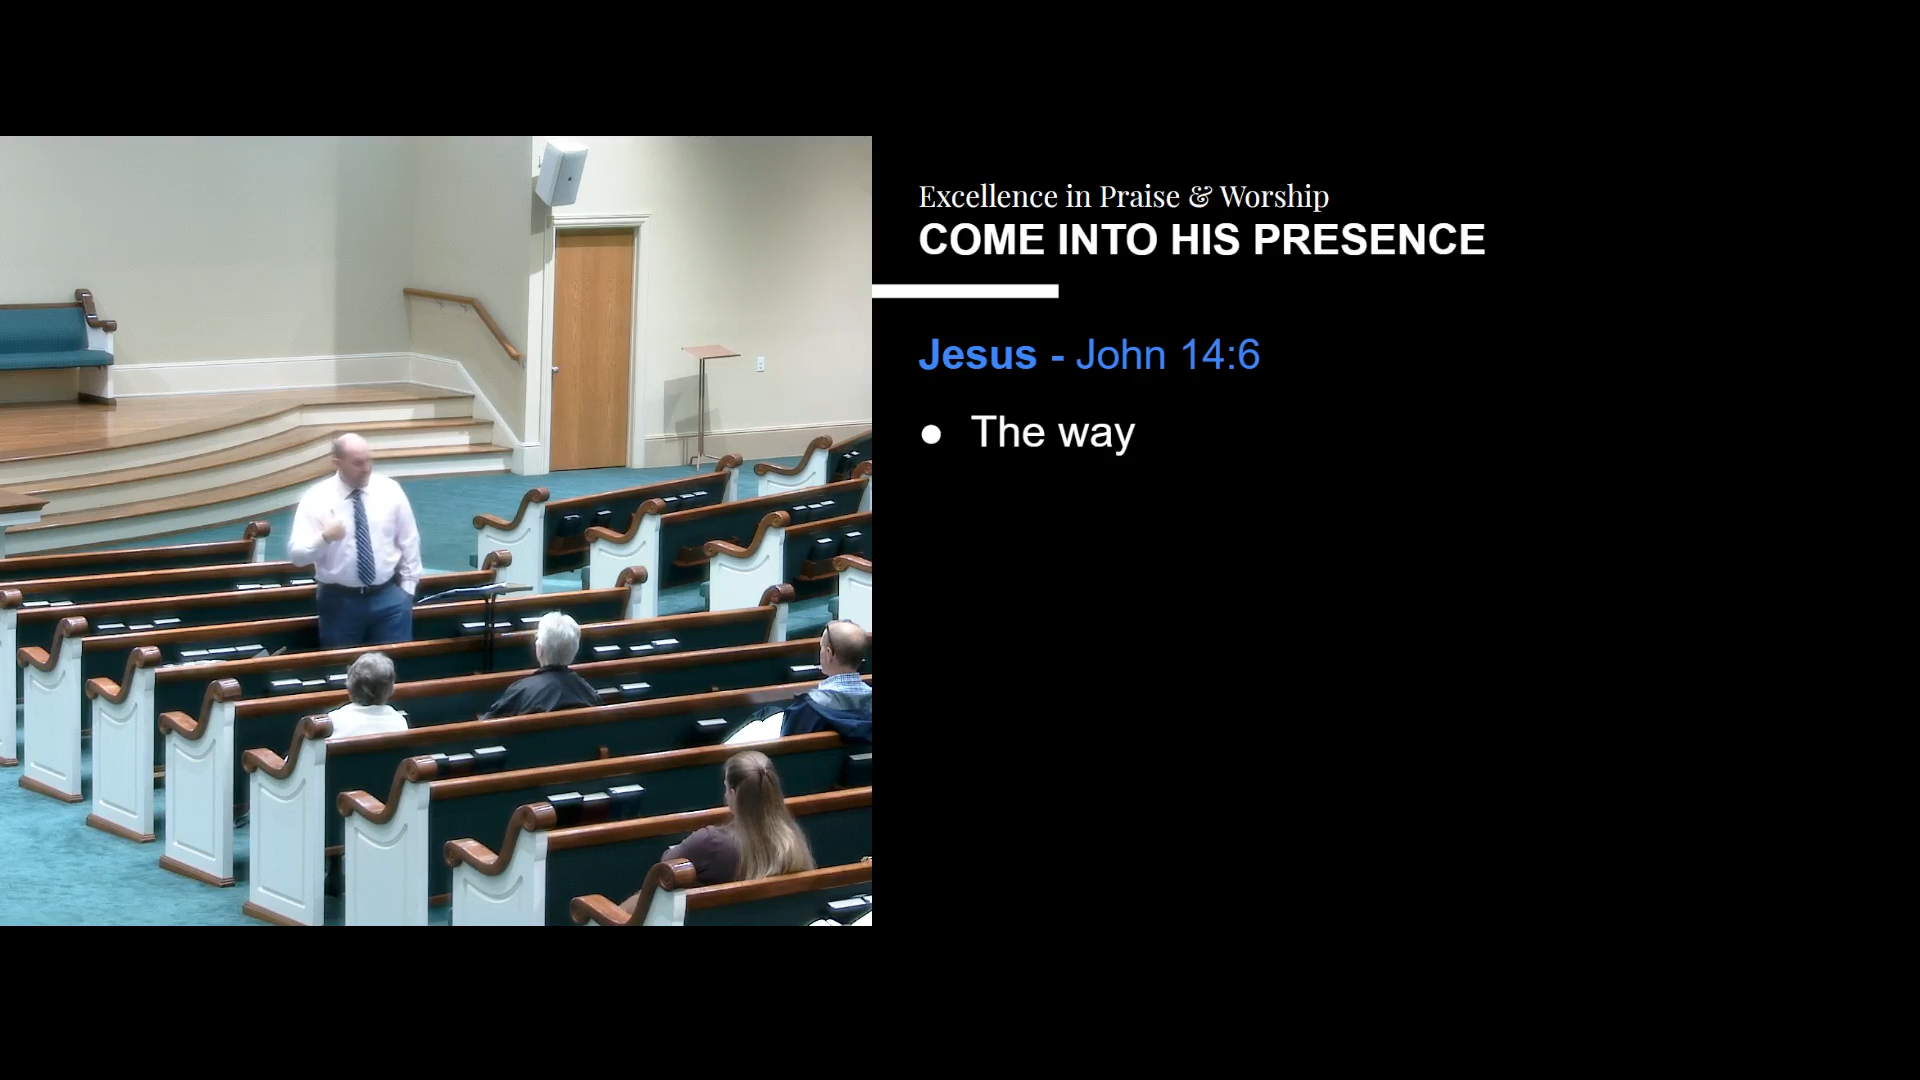 Excellence in Praise & Worship
COME INTO HIS PRESENCE
Jesus - John 14:6
● The way